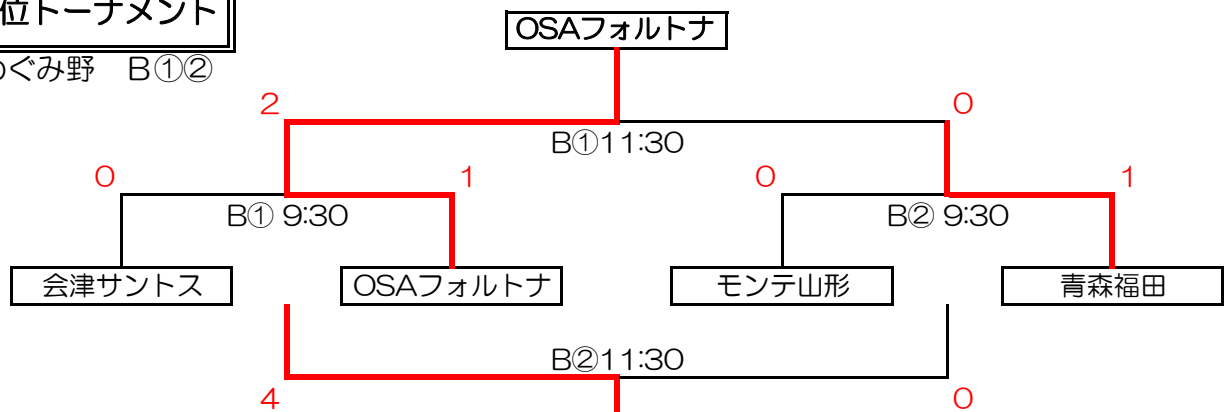 位トーナメント
OSAフォルトナ
ぐみ野 B①②
2
0
B①11:30
0
1
0
1
B① 9:30
B② 9:30
会津サントス
OSAフォルトナ
モンテ山形
青森福田
B②11:30
4
0